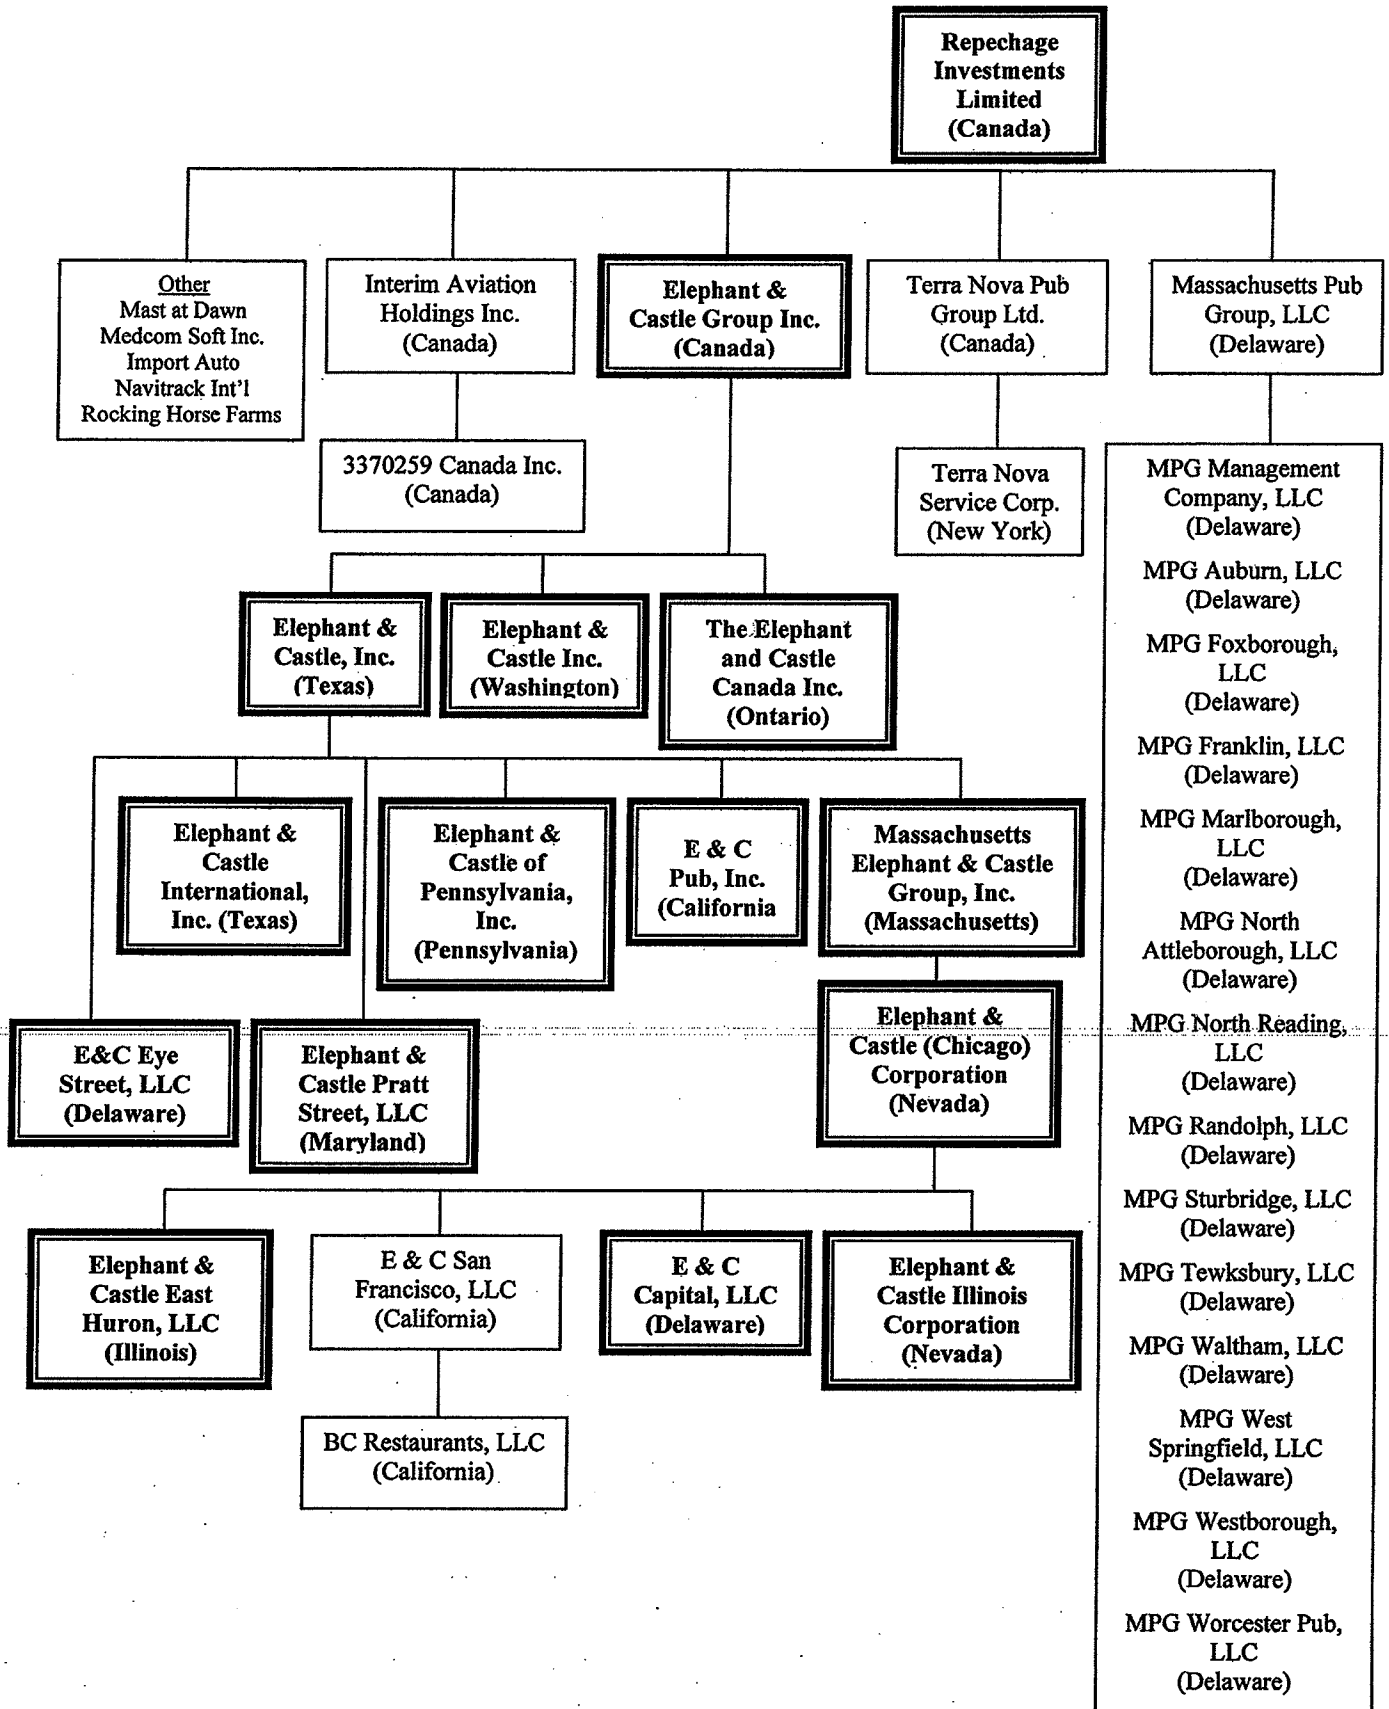 Repechage
Investments
Limited
(Canada)
Other
Mast at Dawn
Medcom Soft Inc.
Import Auto
Navitrack Int'l
Rocking Horse Farms
Interim Aviation
Holdings Inc.
(Canada)
Elephant &
Castle Group Inc.
(Canada)
Terra Nova Pub
Group Ltd.
(Canada)
Massachusetts Pub
Group, LLC
(Delaware)
3370259 Canada Inc.
(Canada)
Terra Nova
Service Corp.
(New York)
Elephant &
Castle, Inc.
(Texas)
Elephant &
Castle Inc.
(Washington)
The Elephant
and Castle
Canada Inc.
(Ontario)
Elephant &
Castle
International,
Inc. (Texas)
Elephant &
Castle of
Pennsylvania,
Inc.
(Pennsylvania)
E & C
Pub, Inc.
(California
Massachusetts
Elephant & Castle
Group, Inc.
(Massachusetts)
E&C Eye
Street, LLC
(Delaware)
Elephant &
Castle Pratt
Street, LLC
(Maryland)
Elephant &
Castle (Chicago)
Corporation
(Nevada)
Elephant &
Castle East
Huron, LLC
(Illinois)
E & C San
Francisco, LLC
(California)
E & C
Capital, LLC
(Delaware)
Elephant &
Castle Illinois
Corporation
(Nevada)
BC Restaurants, LLC
(California)
MPG Management
Company, LLC
(Delaware)
MPG Auburn, LLC
(Delaware)
MPG Foxborough,
LLC
(Delaware)
MPG Franklin, LLC
(Delaware)
MPG Marlborough,
LLC
(Delaware)
MPG North
Attleborough, LLC
(Delaware)
MPG North Reading,
LLC
(Delaware)
MPG Randolph, LLC
(Delaware)
MPG Sturbridge, LLC
(Delaware)
MPG Tewksbury, LLC
(Delaware)
MPG Waltham, LLC
(Delaware)
MPG West
Springfield, LLC
(Delaware)
MPG Westborough,
LLC
(Delaware)
MPG Worcester Pub,
LLC
(Delaware)